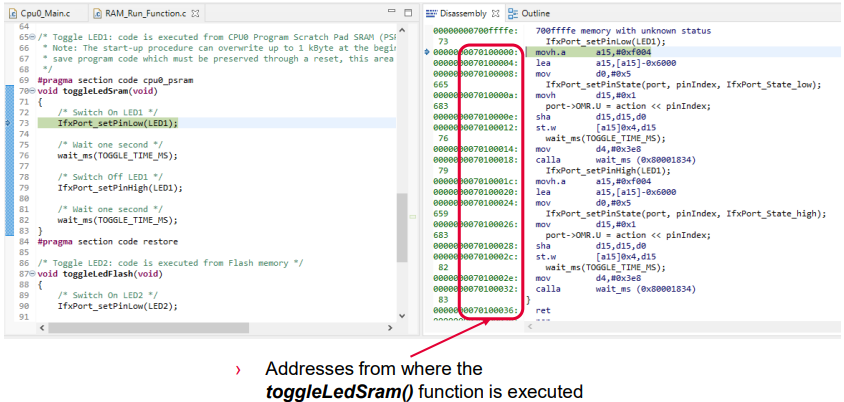 Cpu0_Main.c
RAM_Run_Function.c
64
65 /* Toggle LED1: code is executed from CPU0 Program Scratch Pad SRAM (PS
66 * Note: The start-up procedure can overwrite up to 1 kByte at the begi
67 * save program code which must be preserved through a reset, this area
68 */
69 #pragma section code cpu0_psram
70 void toggleLedSram(void)
71 {
72 /* Switch On LED1 */
73 IfxPort_setPinLow(LED1);
74
75 /* Wait one second */
76 wait_ms(TOGGLE_TIME_MS);
77
78 /* Switch Off LED1 */
79 IfxPort_setPinHigh(LED1);
80
81 /* Wait one second */
82 wait_ms(TOGGLE_TIME_MS);
83 }
84 #pragma section code restore
85
86 /* Toggle LED2: code is executed from Flash memory */
87 void toggleLedFlash(void)
88 {
89 /* Switch On LED2 */
90 IfxPort_setPinLow(LED2);
91
Disassembly
Outline
00000000700ffffe: 700ffffe memory with unknown status
73 IfxPort_setPinLow(LED1);
0000000070100000: movh.a a15,#0xf004
0000000070100004: lea a15,[a15]-0x6000
0000000070100008: mov d0,#0x5
665 IfxPort_setPinState(port, pinIndex, IfxPort_State_low);
000000007010000a: movh d15,#0x1
683 port->OMR.U = action << pinIndex;
000000007010000e: sha d15,d15,d0
0000000070100012: st.w [a15]0x4,d15
76 wait_ms(TOGGLE_TIME_MS);
0000000070100014: mov d4,#0x3e8
0000000070100018: calla wait_ms (0x80001834)
79 IfxPort_setPinHigh(LED1);
000000007010001c: movh.a a15,#0xf004
0000000070100020: lea a15,[a15]-0x6000
0000000070100024: mov d0,#0x5
659 IfxPort_setPinState(port, pinIndex, IfxPort_State_high);
0000000070100026: mov d15,#0x1
683 port->OMR.U = action << pinIndex;
0000000070100028: sha d15,d15,d0
000000007010002c: st.w [a15]0x4,d15
82 wait_ms(TOGGLE_TIME_MS);
000000007010002e: mov d4,#0x3e8
0000000070100032: calla wait_ms (0x80001834)
83 }
0000000070100036: ret
› Addresses from where the
toggleLedSram() function is executed